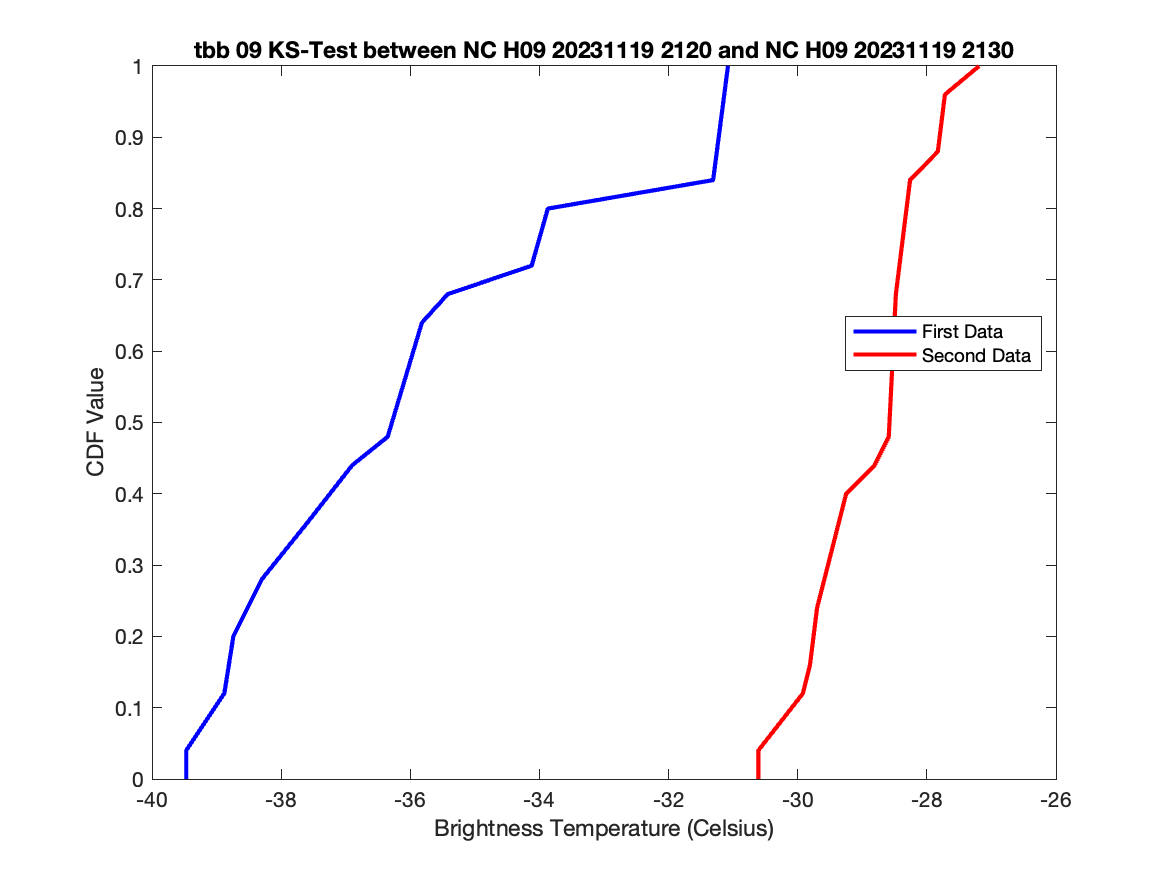 tbb 09 KS-Test between NC H09 20231119 2120 and NC H09 20231119 2130
1
0.9
0.8
0.7
0.6
0.5
0.4
0.3
0.2
0.1
0
CDF Value
First Data
Second Data
-40 -38 -36 -34 -32 -30 -28 -26
Brightness Temperature (Celsius)